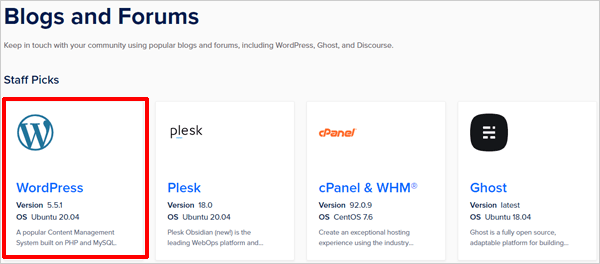 Blogs and Forums
Keep in touch with your community using popular blogs and forums, including WordPress, Ghost, and Discourse.
Staff Picks
WordPress
Version 5.5.1
OS Ubuntu 20.04
A popular Content Management
System built on PHP and MySQL.
plesk
Plesk
Version 18.0
OS Ubuntu 20.04
Plesk Obsidian (new!) is the
leading WebOps platform and...
cPanel
cPanel & WHM®
Version 92.0.9
OS CentOS 7.6
Create an exceptional hosting
experience using the industry...
Ghost
Version latest
OS Ubuntu 18.04
Ghost is a fully open source,
adaptable platform for building...